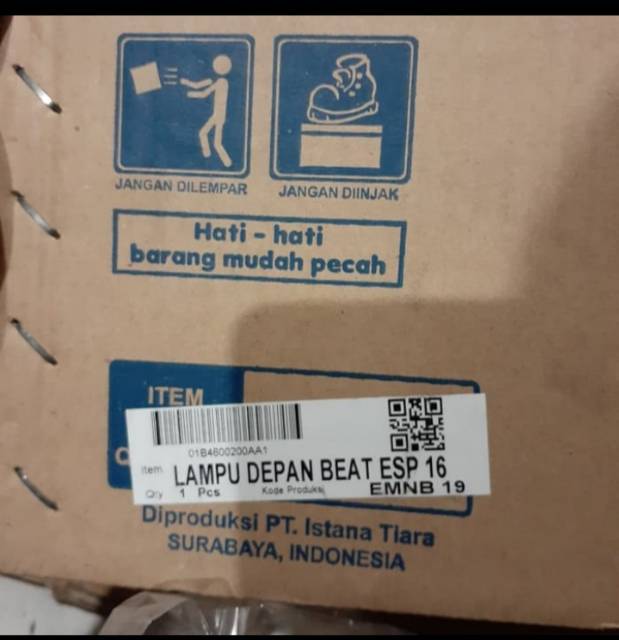 JANGAN DILEMPAR
JANGAN DIINJAK
Hati - hati
barang mudah pecah
ITEM
01B4600200AA1
Item LAMPU DEPAN BEAT ESP 16
Qty 1 Pcs Kode Produksi EMNB 19
Diproduksi PT. Istana Tiara
SURABAYA, INDONESIA